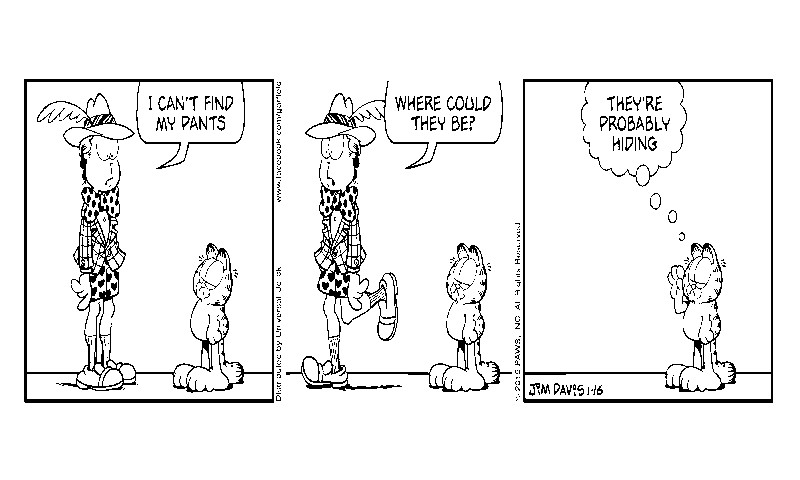 I CAN'T FIND
MY PANTS
WHERE COULD
THEY BE?
THEY'RE
PROBABLY
HIDING
JIM DAVIS 1-16